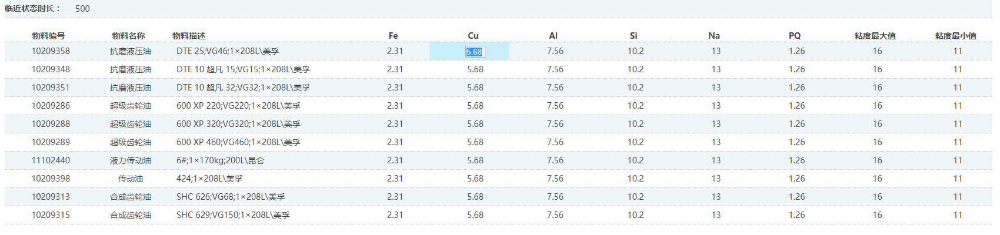 临近状态时长： 500
物料编号 物料名称 物料描述 Fe Cu Al Si Na PQ 粘度最大值 粘度最小值
10209358 抗磨液压油 DTE 25;VG46;1×208L\美孚 2.31 5.68 7.56 10.2 13 1.26 16 11
10209348 抗磨液压油 DTE 10 超凡 15;VG15;1×208L\美孚 2.31 5.68 7.56 10.2 13 1.26 16 11
10209351 抗磨液压油 DTE 10 超凡 32;VG32;1×208L\美孚 2.31 5.68 7.56 10.2 13 1.26 16 11
10209286 超级齿轮油 600 XP 220;VG220;1×208L\美孚 2.31 5.68 7.56 10.2 13 1.26 16 11
10209288 超级齿轮油 600 XP 320;VG320;1×208L\美孚 2.31 5.68 7.56 10.2 13 1.26 16 11
10209289 超级齿轮油 600 XP 460;VG460;1×208L\美孚 2.31 5.68 7.56 10.2 13 1.26 16 11
11102440 液力传动油 6#;1×170kg;200L\昆仑 2.31 5.68 7.56 10.2 13 1.26 16 11
10209398 传动油 424;1×208L\美孚 2.31 5.68 7.56 10.2 13 1.26 16 11
10209313 合成齿轮油 SHC 626;VG68;1×208L\美孚 2.31 5.68 7.56 10.2 13 1.26 16 11
10209315 合成齿轮油 SHC 629;VG150;1×208L\美孚 2.31 5.68 7.56 10.2 13 1.26 16 11